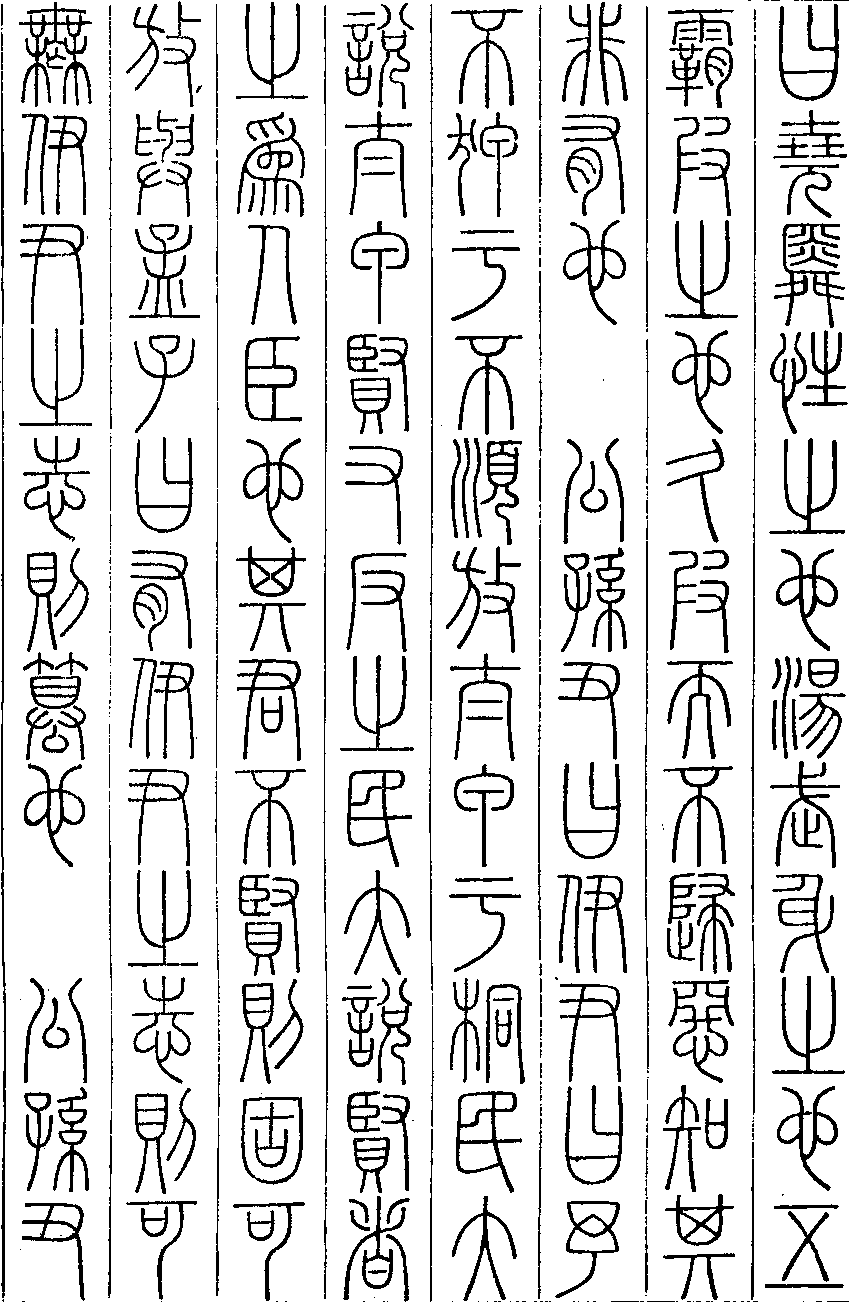 曰堯舜性之也湯武身之也五
霸叚之也久叚而不歸惡知其
非有也　公孫丑曰伊尹曰予
不狎于不順放太甲于桐民大
說太甲賢又反之民大說賢者
之爲人臣也其君不賢則固可
放與孟子曰有伊尹之志則可
無伊尹之志則篡也　公孫丑